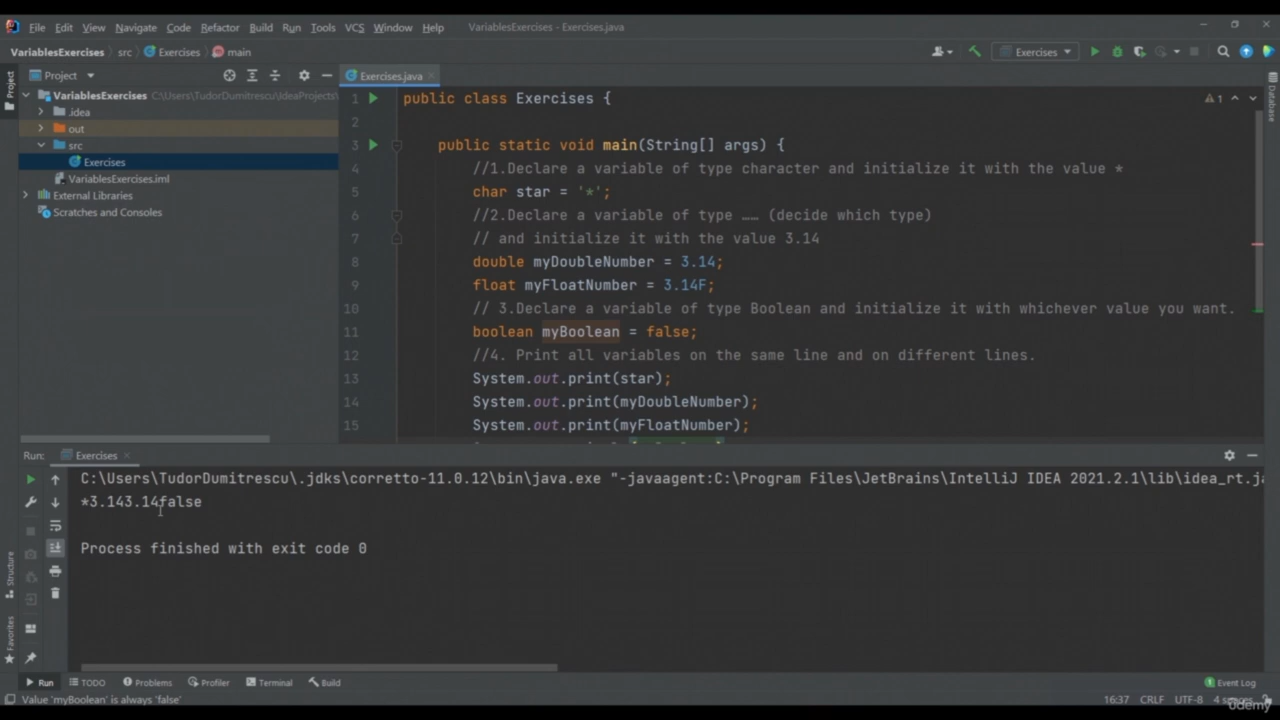 File Edit View Navigate Code Refactor Build Run Tools VCS Window Help VariablesExercises - Exercises.java
VariablesExercises src Exercises main Exercises
Project
Project
Exercises.java
VariablesExercises C:\Users\TudorDumitrescu\IdeaProjects\
.idea
out
src
Exercises
VariablesExercises.iml
External Libraries
Scratches and Consoles
1 public class Exercises {
2
3 public static void main(String[] args) {
4 //1.Declare a variable of type character and initialize it with the value *
5 char star = '*';
6 //2.Declare a variable of type …… (decide which type)
7 // and initialize it with the value 3.14
8 double myDoubleNumber = 3.14;
9 float myFloatNumber = 3.14F;
10 // 3.Declare a variable of type Boolean and initialize it with whichever value you want.
11 boolean myBoolean = false;
12 //4. Print all variables on the same line and on different lines.
13 System.out.print(star);
14 System.out.print(myDoubleNumber);
15 System.out.print(myFloatNumber);
1
Database
Run: Exercises
C:\Users\TudorDumitrescu\.jdks\corretto-11.0.12\bin\java.exe "-javaagent:C:\Program Files\JetBrains\IntelliJ IDEA 2021.2.1\lib\idea_rt.ja
*3.143.14false
Process finished with exit code 0
Structure
Favorites
Run TODO Problems Profiler Terminal Build Event Log
Value 'myBoolean' is always 'false' 16:37 CRLF UTF-8 4 spaces
udemy